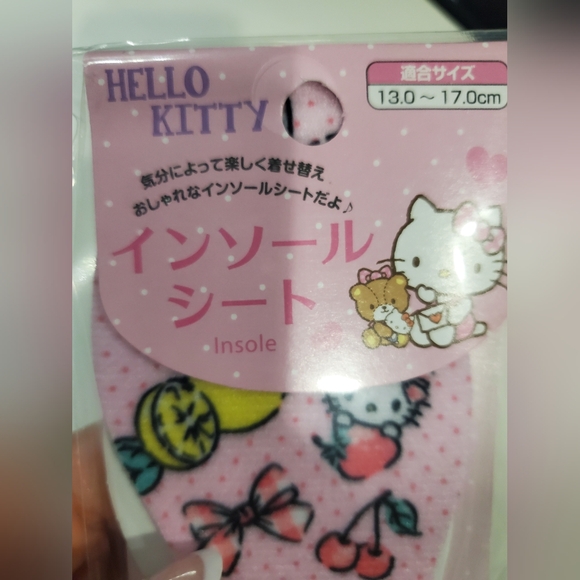 HELLO
KITTY
適合サイズ
13.0～17.0cm
気分によって楽しく着せ替え
おしゃれなインソールシートだよ♪
インソール
シート
Insole